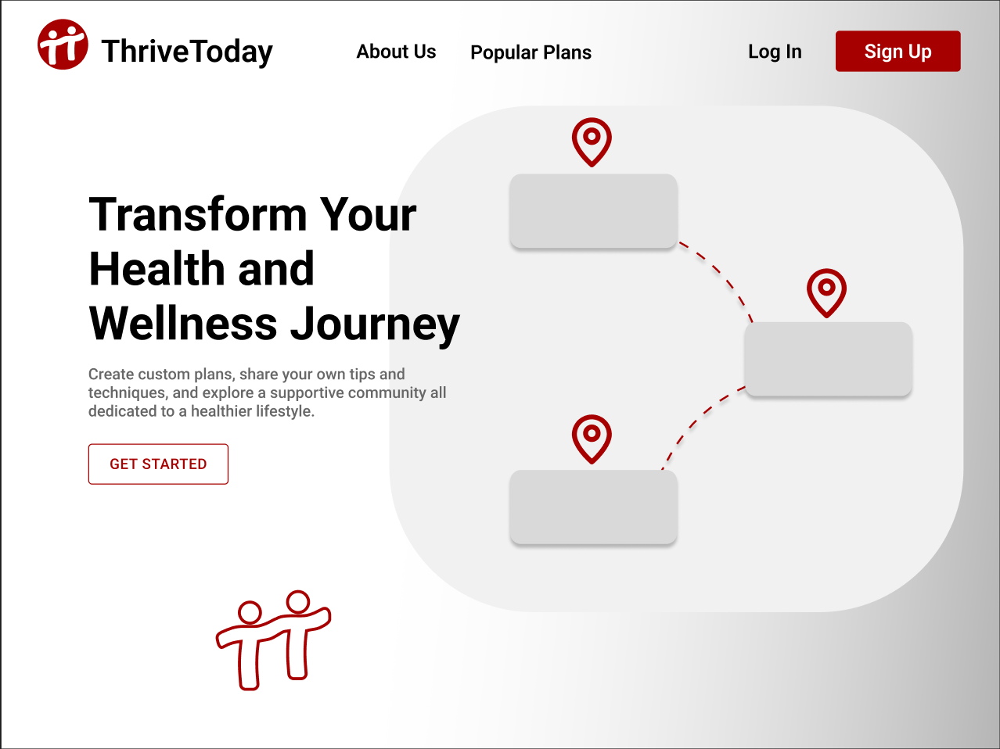 ThriveToday
About Us
Popular Plans
Log In
Sign Up
Transform Your
Health and
Wellness Journey
Create custom plans, share your own tips and
techniques, and explore a supportive community all
dedicated to a healthier lifestyle.
GET STARTED